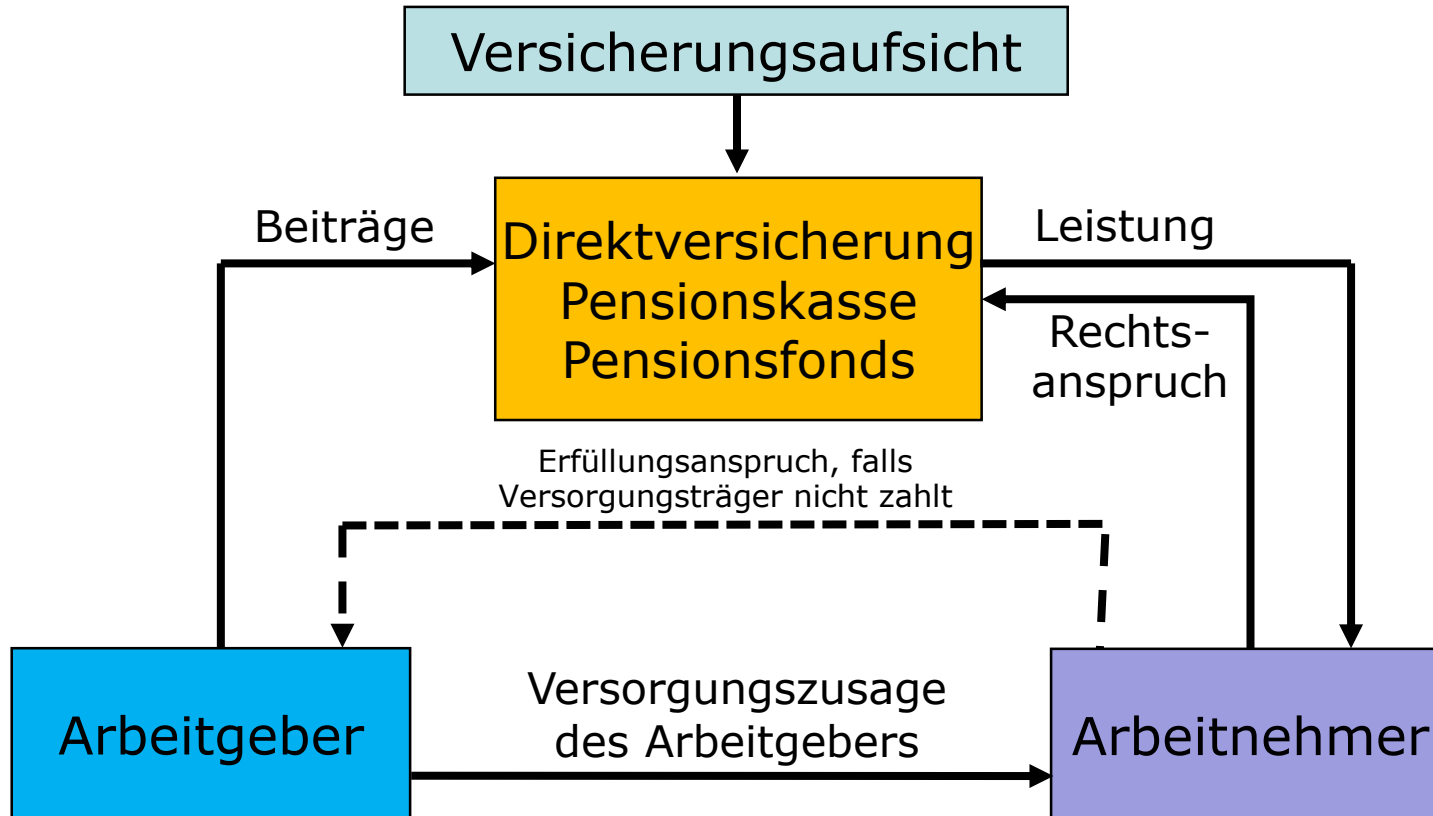 Versicherungsaufsicht
Beiträge
Direktversicherung
Pensionskasse
Pensionsfonds
Leistung
Rechts-
anspruch
Erfüllungsanspruch, falls
Versorgungsträger nicht zahlt
Arbeitgeber
Versorgungszusage
des Arbeitgebers
Arbeitnehmer